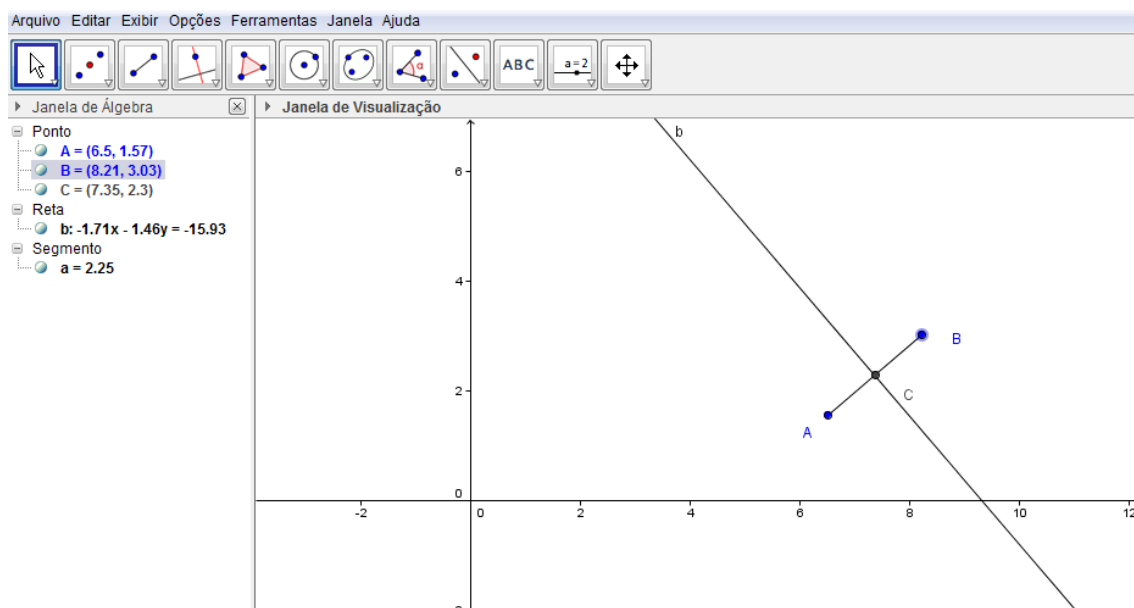 Arquivo Editar Exibir Opções Ferramentas Janela Ajuda
α
ABC
a=2
Janela de Álgebra
Janela de Visualização
Ponto
A = (6.5, 1.57)
B = (8.21, 3.03)
C = (7.35, 2.3)
Reta
b: -1.71x - 1.46y = -15.93
Segmento
a = 2.25
b
6
4
B
2
C
A
0
-2
0
2
4
6
8
10
12